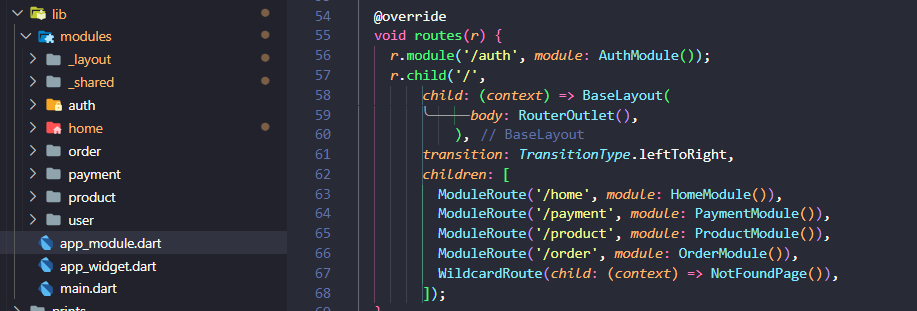 lib
modules
_layout
_shared
auth
home
order
payment
product
user
app_module.dart
app_widget.dart
main.dart
prints
54 @override
55 void routes(r) {
56 r.module('/auth', module: AuthModule());
57 r.child('/',
58 child: (context) => BaseLayout(
59 body: RouterOutlet(),
60 ), // BaseLayout
61 transition: TransitionType.leftToRight,
62 children: [
63 ModuleRoute('/home', module: HomeModule()),
64 ModuleRoute('/payment', module: PaymentModule()),
65 ModuleRoute('/product', module: ProductModule()),
66 ModuleRoute('/order', module: OrderModule()),
67 WildcardRoute(child: (context) => NotFoundPage()),
68 ]);